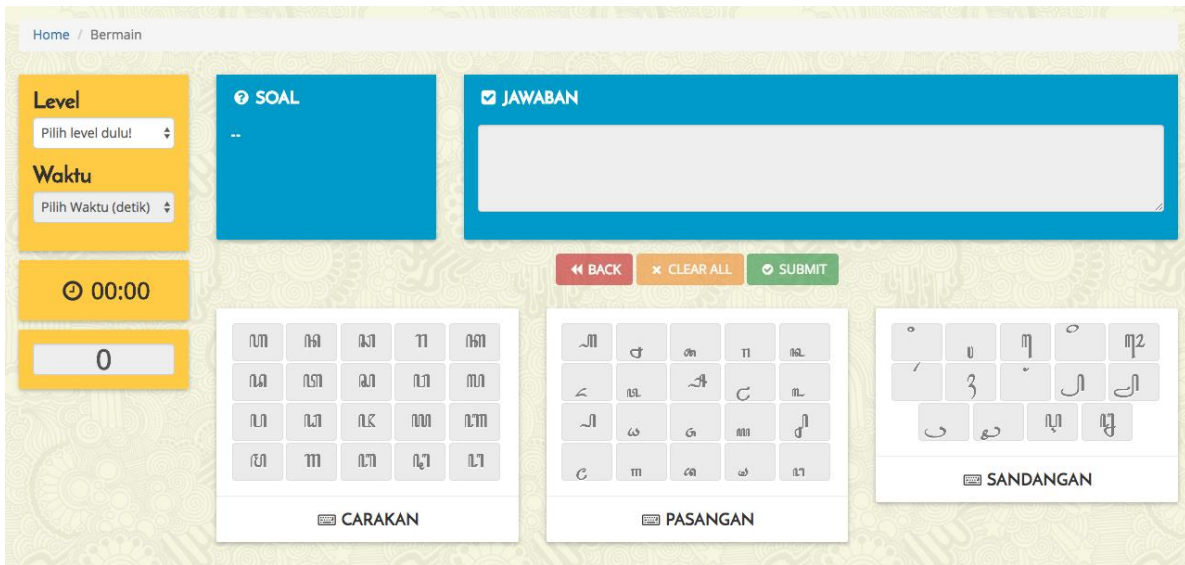 Home / Bermain
Level
Pilih level dulu!
Waktu
Pilih Waktu (detik)
00:00
0
SOAL
--
JAWABAN
BACK
CLEAR ALL
SUBMIT
ꦲ ꦤ ꦕ ꦫ ꦏ
ꦢ ꦠ ꦱ ꦮ ꦭ
ꦥ ꦝ ꦗ ꦪ ꦚ
ꦩ ꦒ ꦧ ꦛ ꦔ
CARAKAN
꧀ꦲ ꧀ꦤ ꧀ꦕ ꧀ꦫ ꧀ꦏ
꧀ꦢ ꧀ꦠ ꧀ꦱ ꧀ꦮ ꧀ꦭ
꧀ꦥ ꧀ꦝ ꧀ꦗ ꧀ꦪ ꧀ꦚ
꧀ꦩ ꧀ꦒ ꧀ꦧ ꧀ꦛ ꧀ꦔ
PASANGAN
ꦶ ꦸ ꦺ ꦼ ꦺꦴ
ꦂ ꦽ ꦁ ꦃ ꧀
ꦾ ꦿ ꦉ ꦊ
SANDANGAN